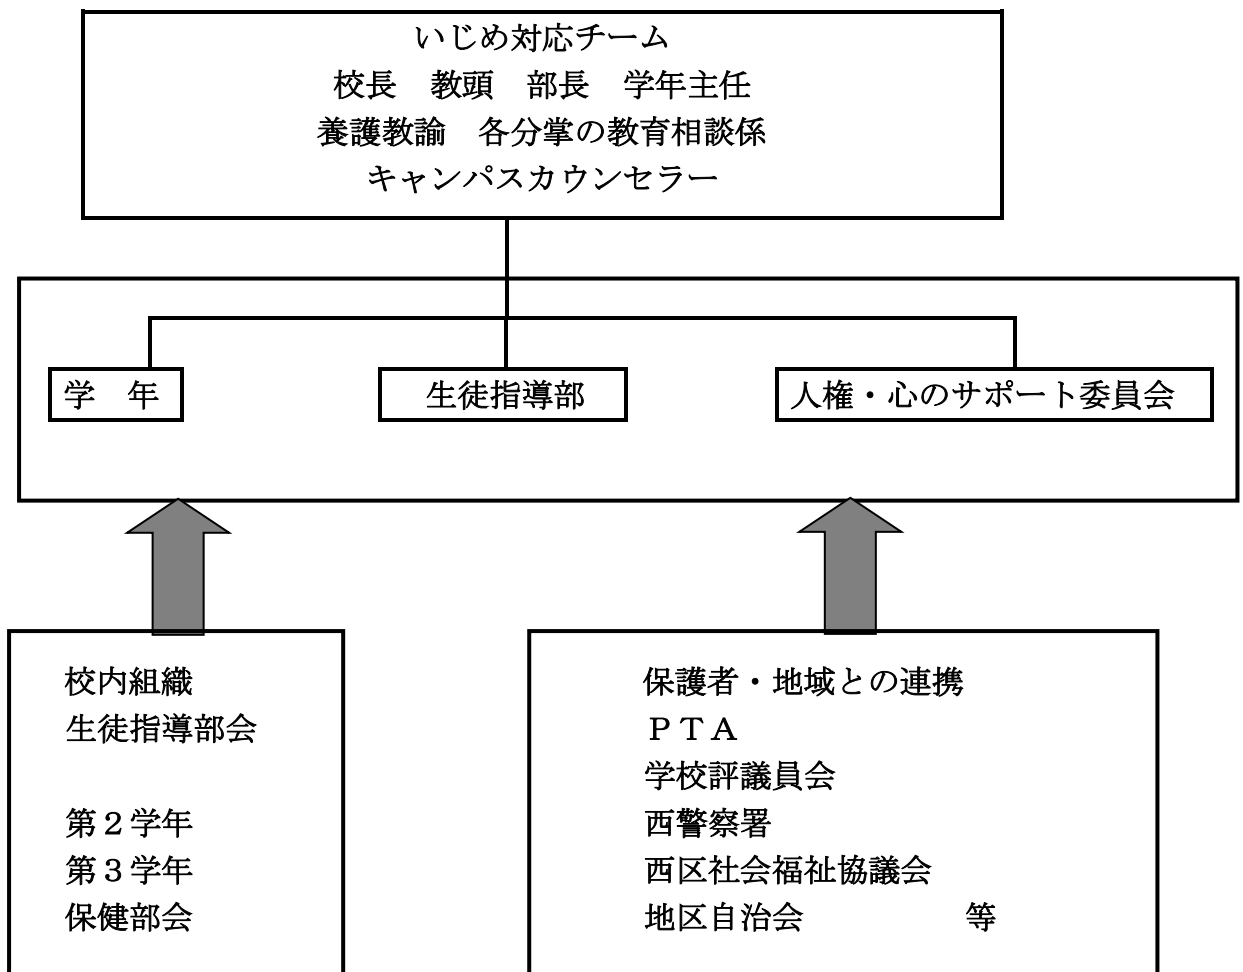 いじめ対応チーム
校長　教頭　部長　学年主任
養護教諭　各分掌の教育相談係
キャンパスカウンセラー
学　年
生徒指導部
人権・心のサポート委員会
校内組織
生徒指導部会
第２学年
第３学年
保健部会
保護者・地域との連携
ＰＴＡ
学校評議員会
西警察署
西区社会福祉協議会
地区自治会　　　　　等